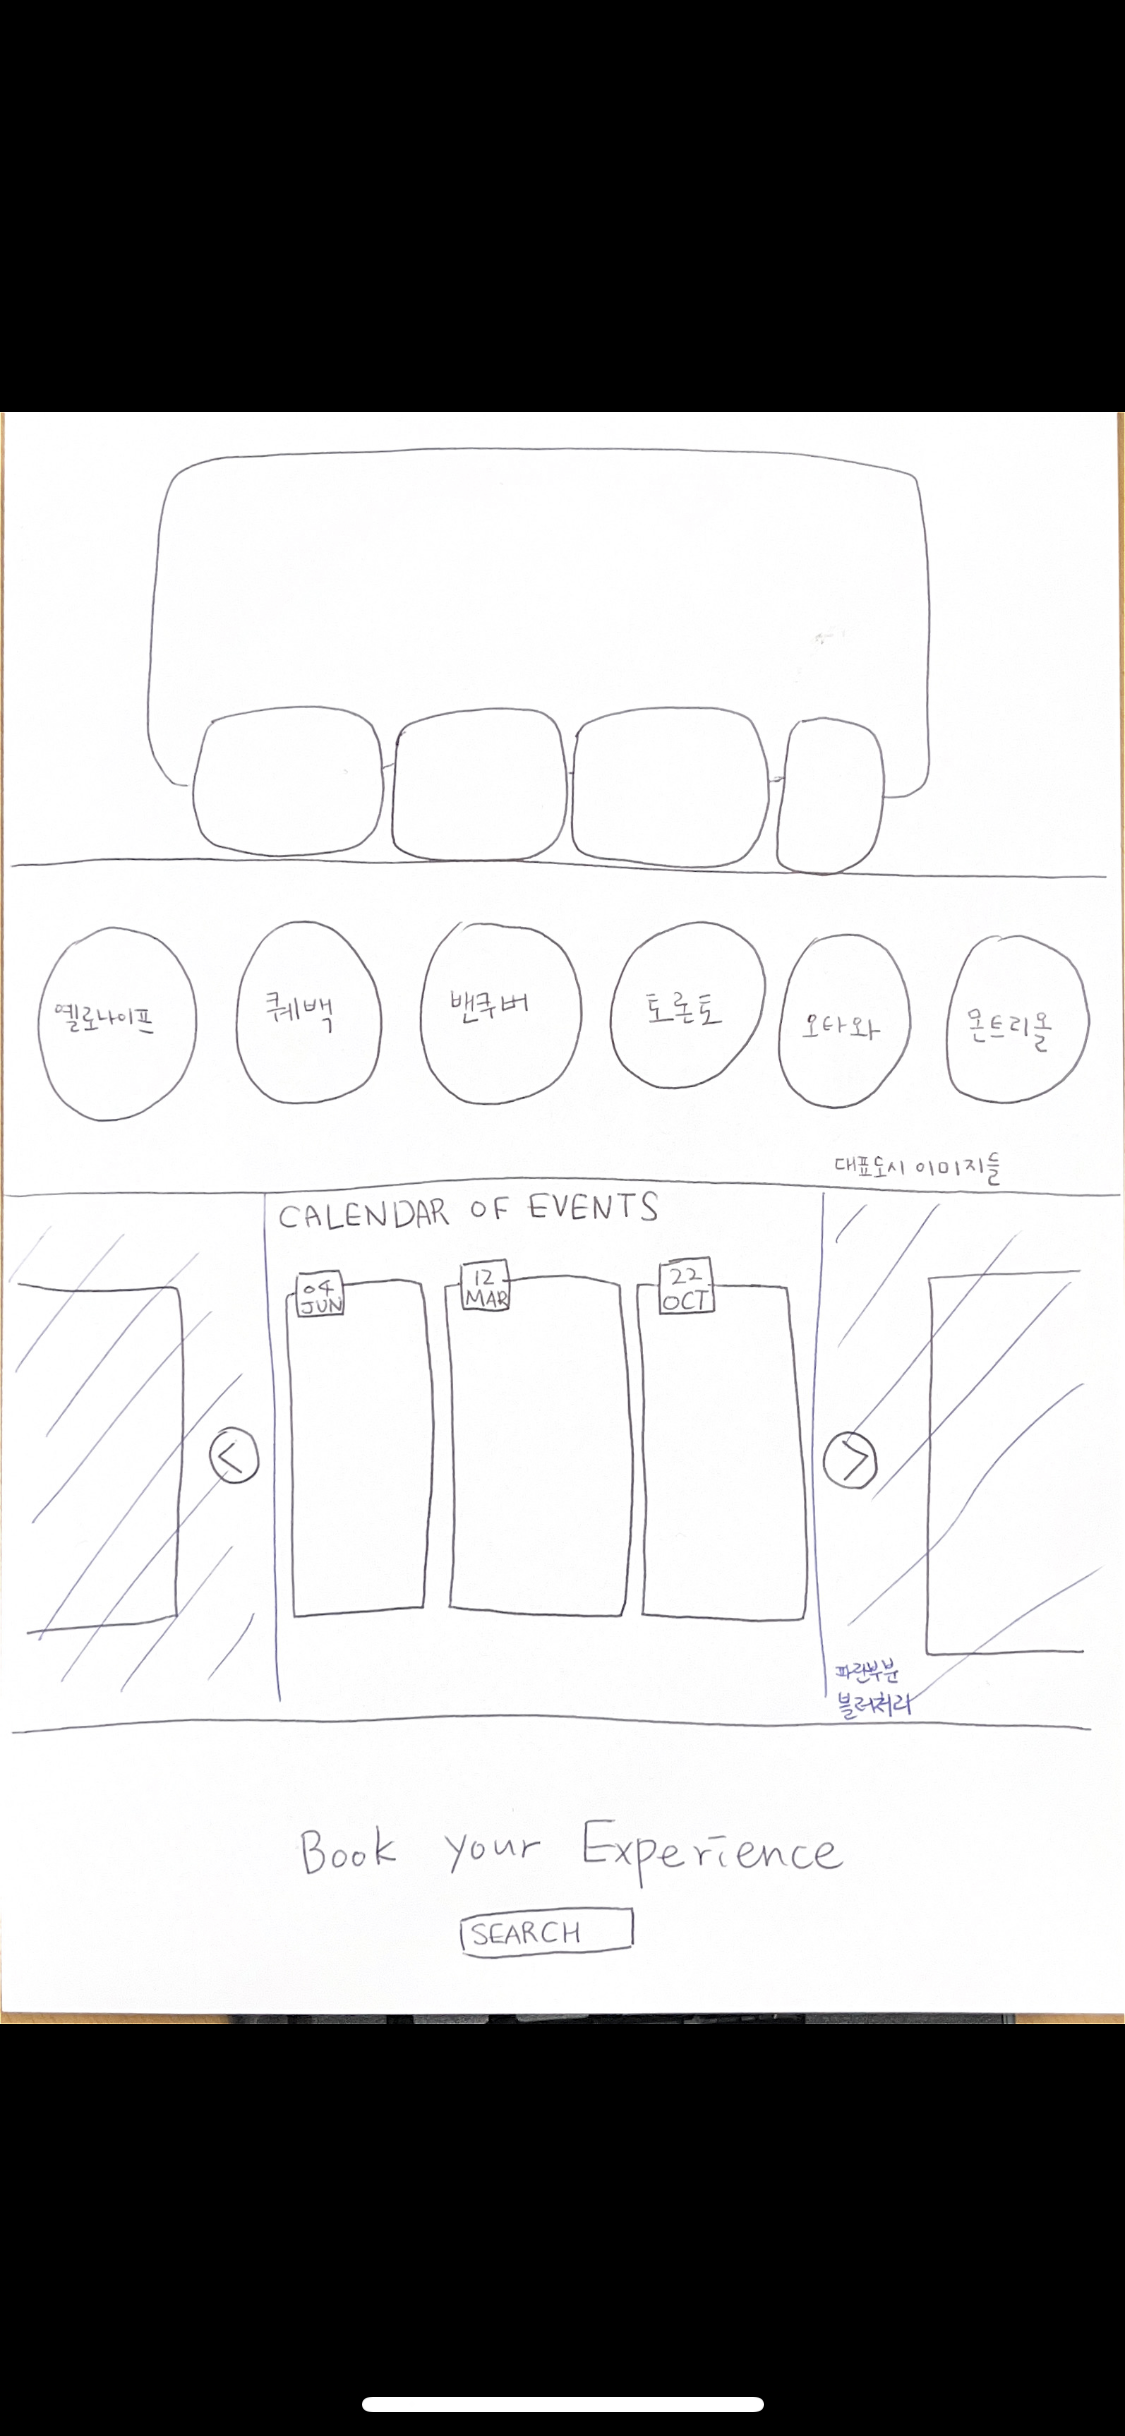 옐로나이프 퀘백 밴쿠버 토론토 오타와 몬트리올
대표도시 이미지들
CALENDAR OF EVENTS
04
JUN
12
MAR
22
OCT
<
>
파란부분
블러처리
Book your Experience
SEARCH